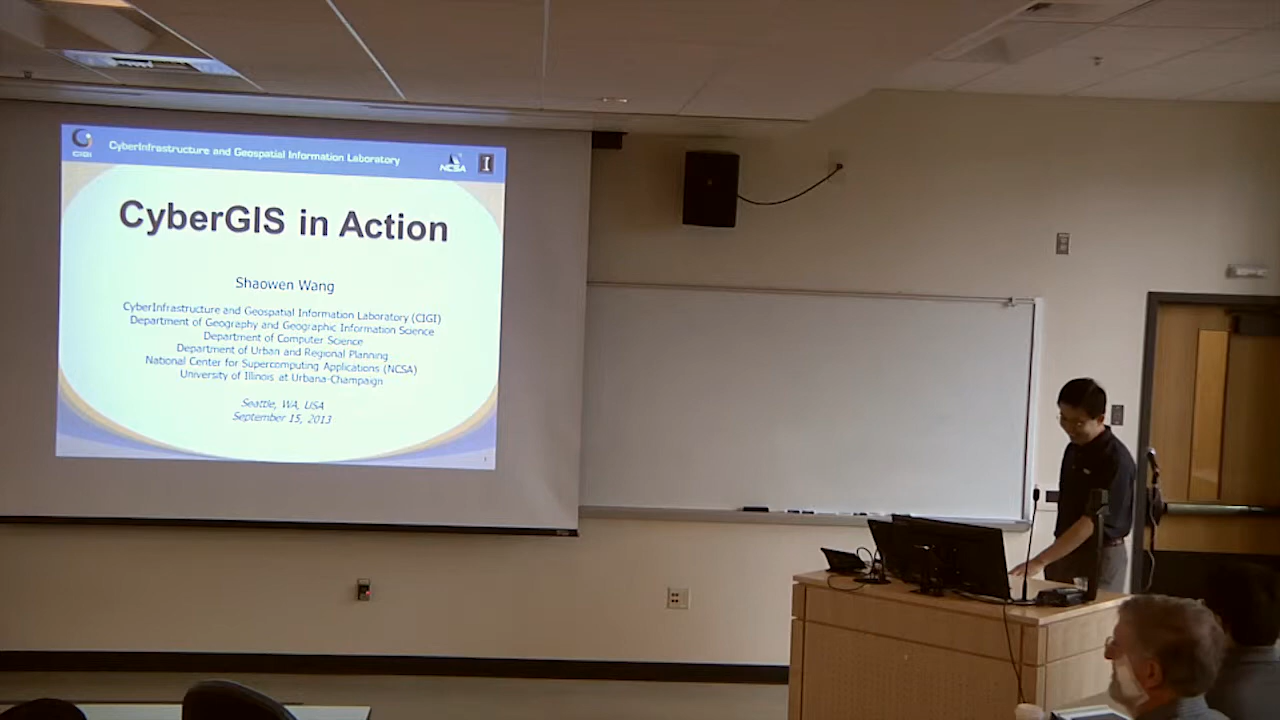 CIGI
CyberInfrastructure and Geospatial Information Laboratory
NCSA
I
CyberGIS in Action
Shaowen Wang
CyberInfrastructure and Geospatial Information Laboratory (CIGI)
Department of Geography and Geographic Information Science
Department of Computer Science
Department of Urban and Regional Planning
National Center for Supercomputing Applications (NCSA)
University of Illinois at Urbana-Champaign
Seattle, WA, USA
September 15, 2013
1